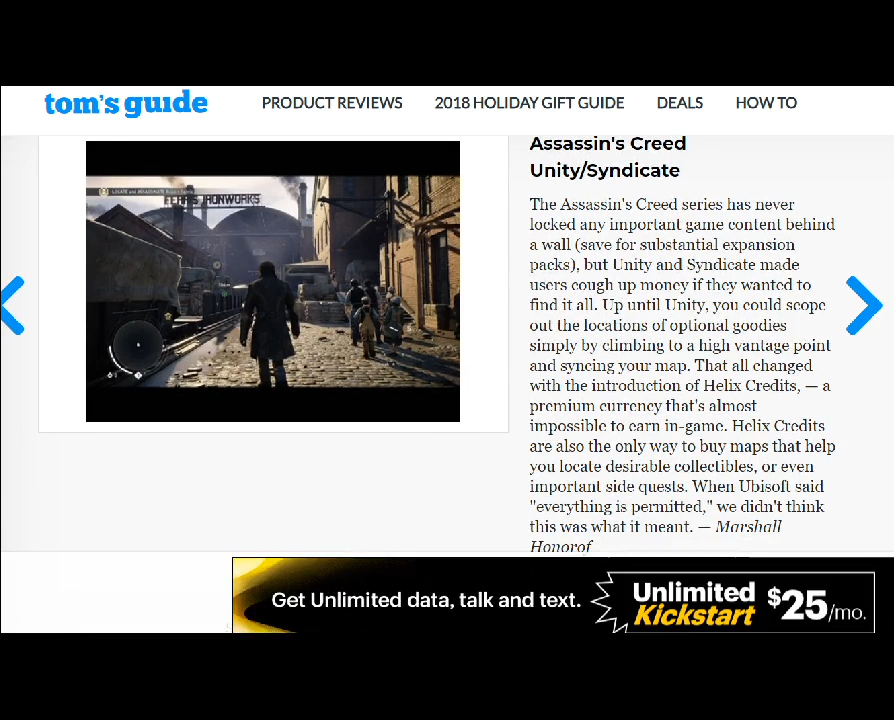 tom's guide
PRODUCT REVIEWS
2018 HOLIDAY GIFT GUIDE
DEALS
HOW TO
LOCATE and ASSASSINATE
IRONWORKS
Assassin's Creed
Unity/Syndicate
The Assassin's Creed series has never
locked any important game content behind
a wall (save for substantial expansion
packs), but Unity and Syndicate made
users cough up money if they wanted to
find it all. Up until Unity, you could scope
out the locations of optional goodies
simply by climbing to a high vantage point
and syncing your map. That all changed
with the introduction of Helix Credits, — a
premium currency that's almost
impossible to earn in-game. Helix Credits
are also the only way to buy maps that help
you locate desirable collectibles, or even
important side quests. When Ubisoft said
"everything is permitted," we didn't think
this was what it meant. — Marshall
Honorof
Get Unlimited data, talk and text.
Unlimited
Kickstart
$25/mo.